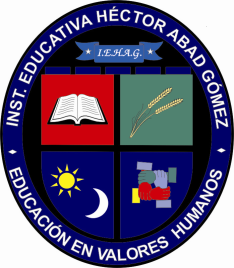 INST. EDUCATIVA HÉCTOR ABAD GÓMEZ
I.E.H.A.G.
EDUCACIÓN EN VALORES HUMANOS